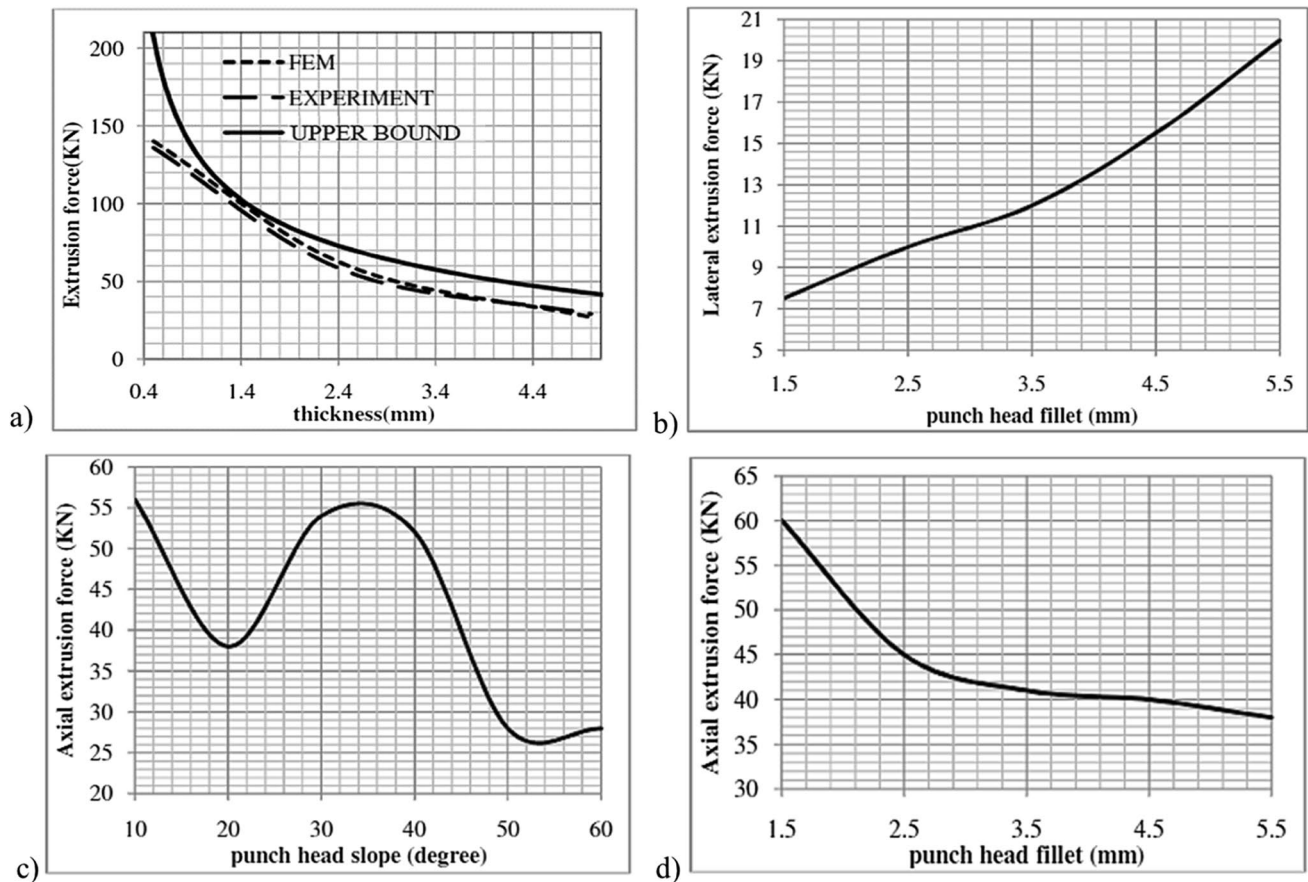 200
150
100
50
0
Extrusion force(KN)
FEM
EXPERIMENT
UPPER BOUND
0.4 1.4 2.4 3.4 4.4
thickness(mm)
a)
21
19
17
15
13
11
9
7
5
Lateral extrusion force (KN)
1.5 2.5 3.5 4.5 5.5
punch head fillet (mm)
b)
60
55
50
45
40
35
30
25
20
Axial extrusion force (KN)
10 20 30 40 50 60
punch head slope (degree)
c)
65
60
55
50
45
40
35
30
Axial extrusion force (KN)
1.5 2.5 3.5 4.5 5.5
punch head fillet (mm)
d)